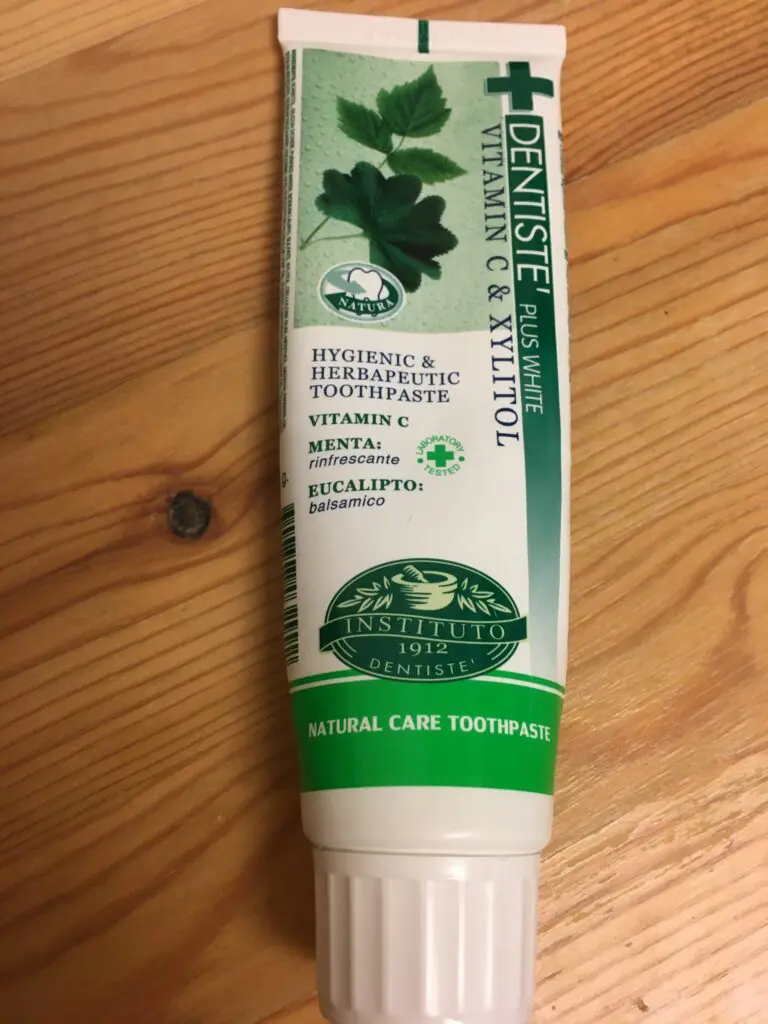 DENTISTE' PLUS WHITE
VITAMIN C & XYLITOL
NATURA
HYGIENIC &
HERBAPEUTIC
TOOTHPASTE
VITAMIN C
MENTA:
rinfrescante
LABORATORY
TESTED
EUCALIPTO:
balsamico
INSTITUTO
1912
DENTISTE'
NATURAL CARE TOOTHPASTE
g.